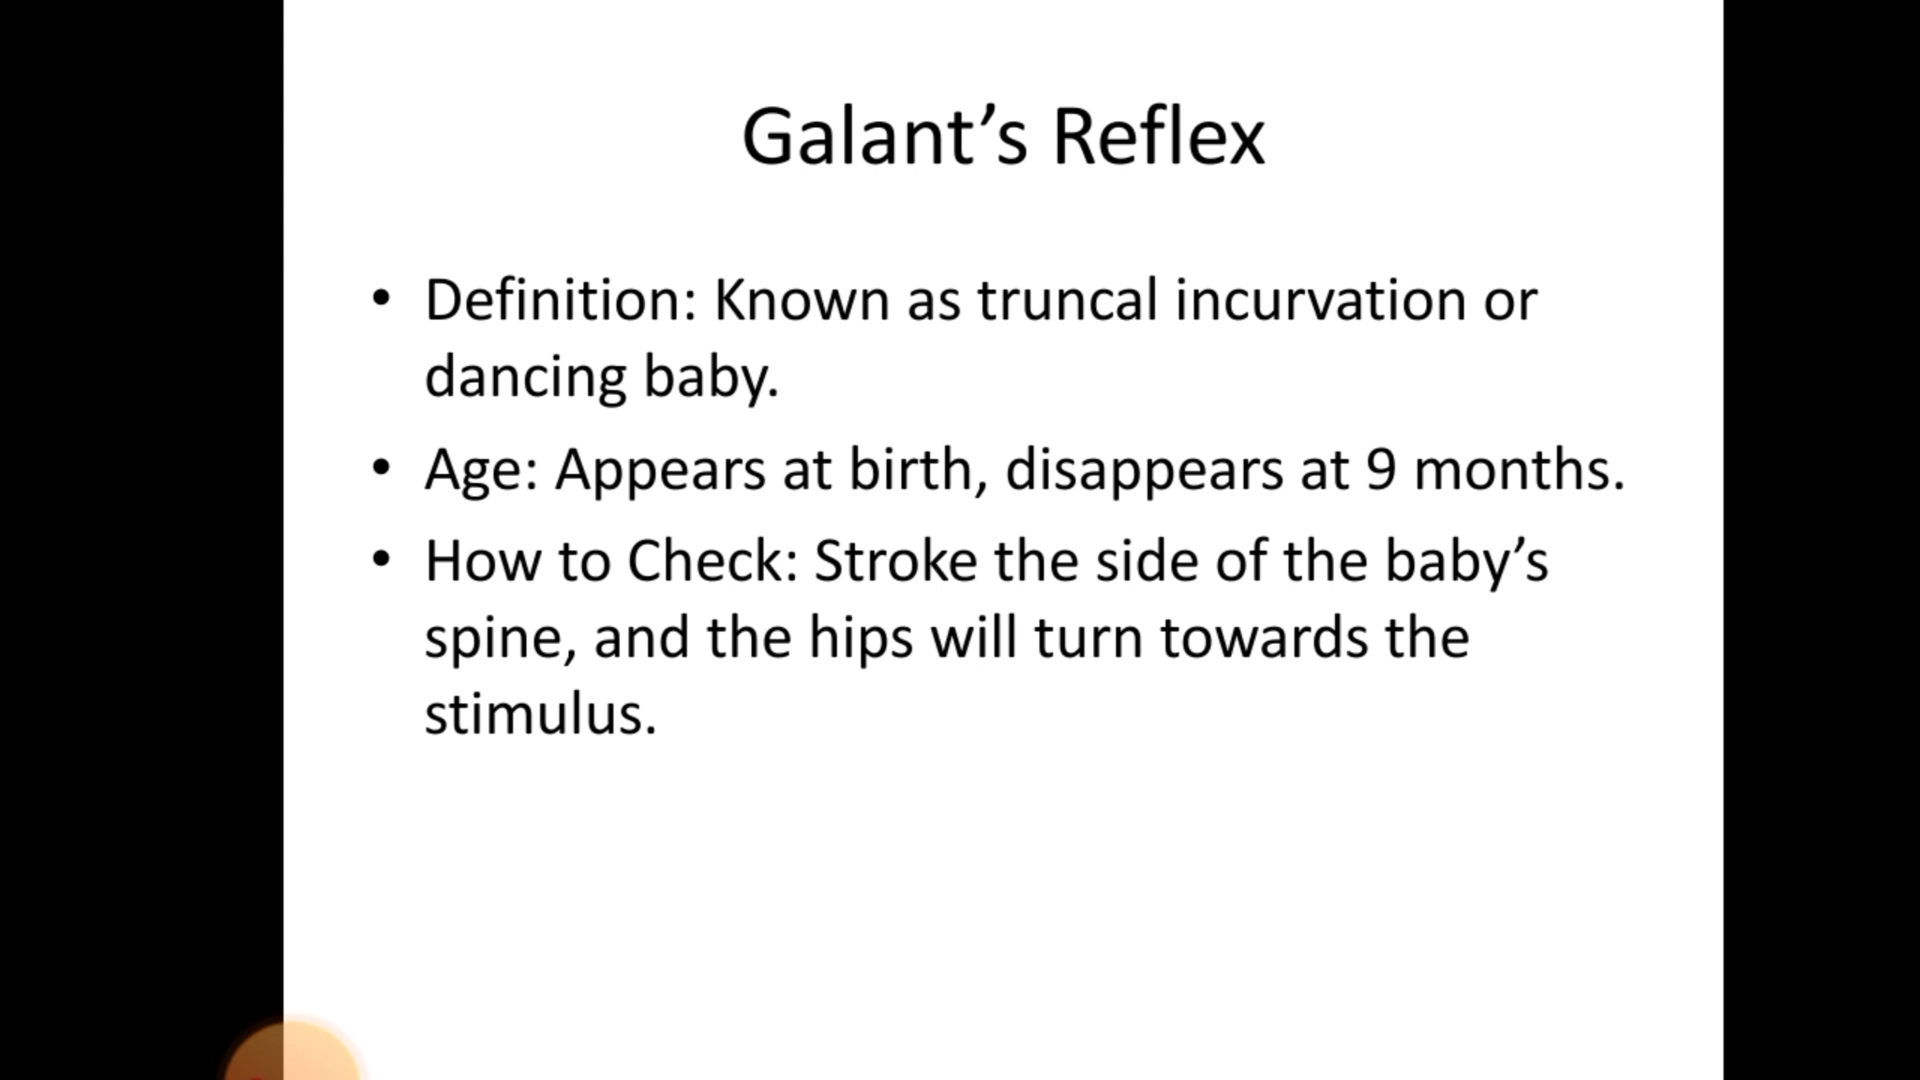 Galant’s Reflex
• Definition: Known as truncal incurvation or
dancing baby.
• Age: Appears at birth, disappears at 9 months.
• How to Check: Stroke the side of the baby’s
spine, and the hips will turn towards the
stimulus.